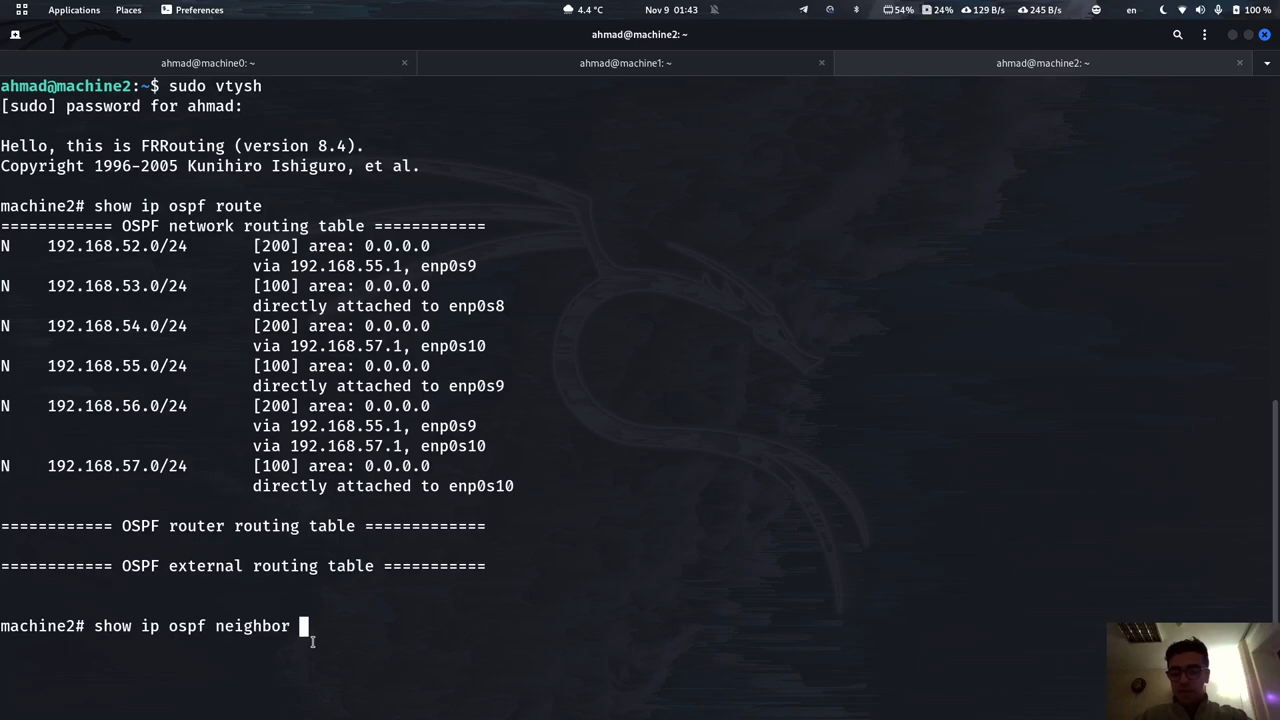 Applications Places Preferences 4.4 °C Nov 9 01:43 54% 24% 129 B/s 245 B/s en 100 %
ahmad@machine2: ~
ahmad@machine0: ~ ahmad@machine1: ~ ahmad@machine2: ~
ahmad@machine2:~$ sudo vtysh
[sudo] password for ahmad:
Hello, this is FRRouting (version 8.4).
Copyright 1996-2005 Kunihiro Ishiguro, et al.
machine2# show ip ospf route
============ OSPF network routing table ============
N    192.168.52.0/24       [200] area: 0.0.0.0
                           via 192.168.55.1, enp0s9
N    192.168.53.0/24       [100] area: 0.0.0.0
                           directly attached to enp0s8
N    192.168.54.0/24       [200] area: 0.0.0.0
                           via 192.168.57.1, enp0s10
N    192.168.55.0/24       [100] area: 0.0.0.0
                           directly attached to enp0s9
N    192.168.56.0/24       [200] area: 0.0.0.0
                           via 192.168.55.1, enp0s9
                           via 192.168.57.1, enp0s10
N    192.168.57.0/24       [100] area: 0.0.0.0
                           directly attached to enp0s10
============ OSPF router routing table =============
============ OSPF external routing table ===========
machine2# show ip ospf neighbor